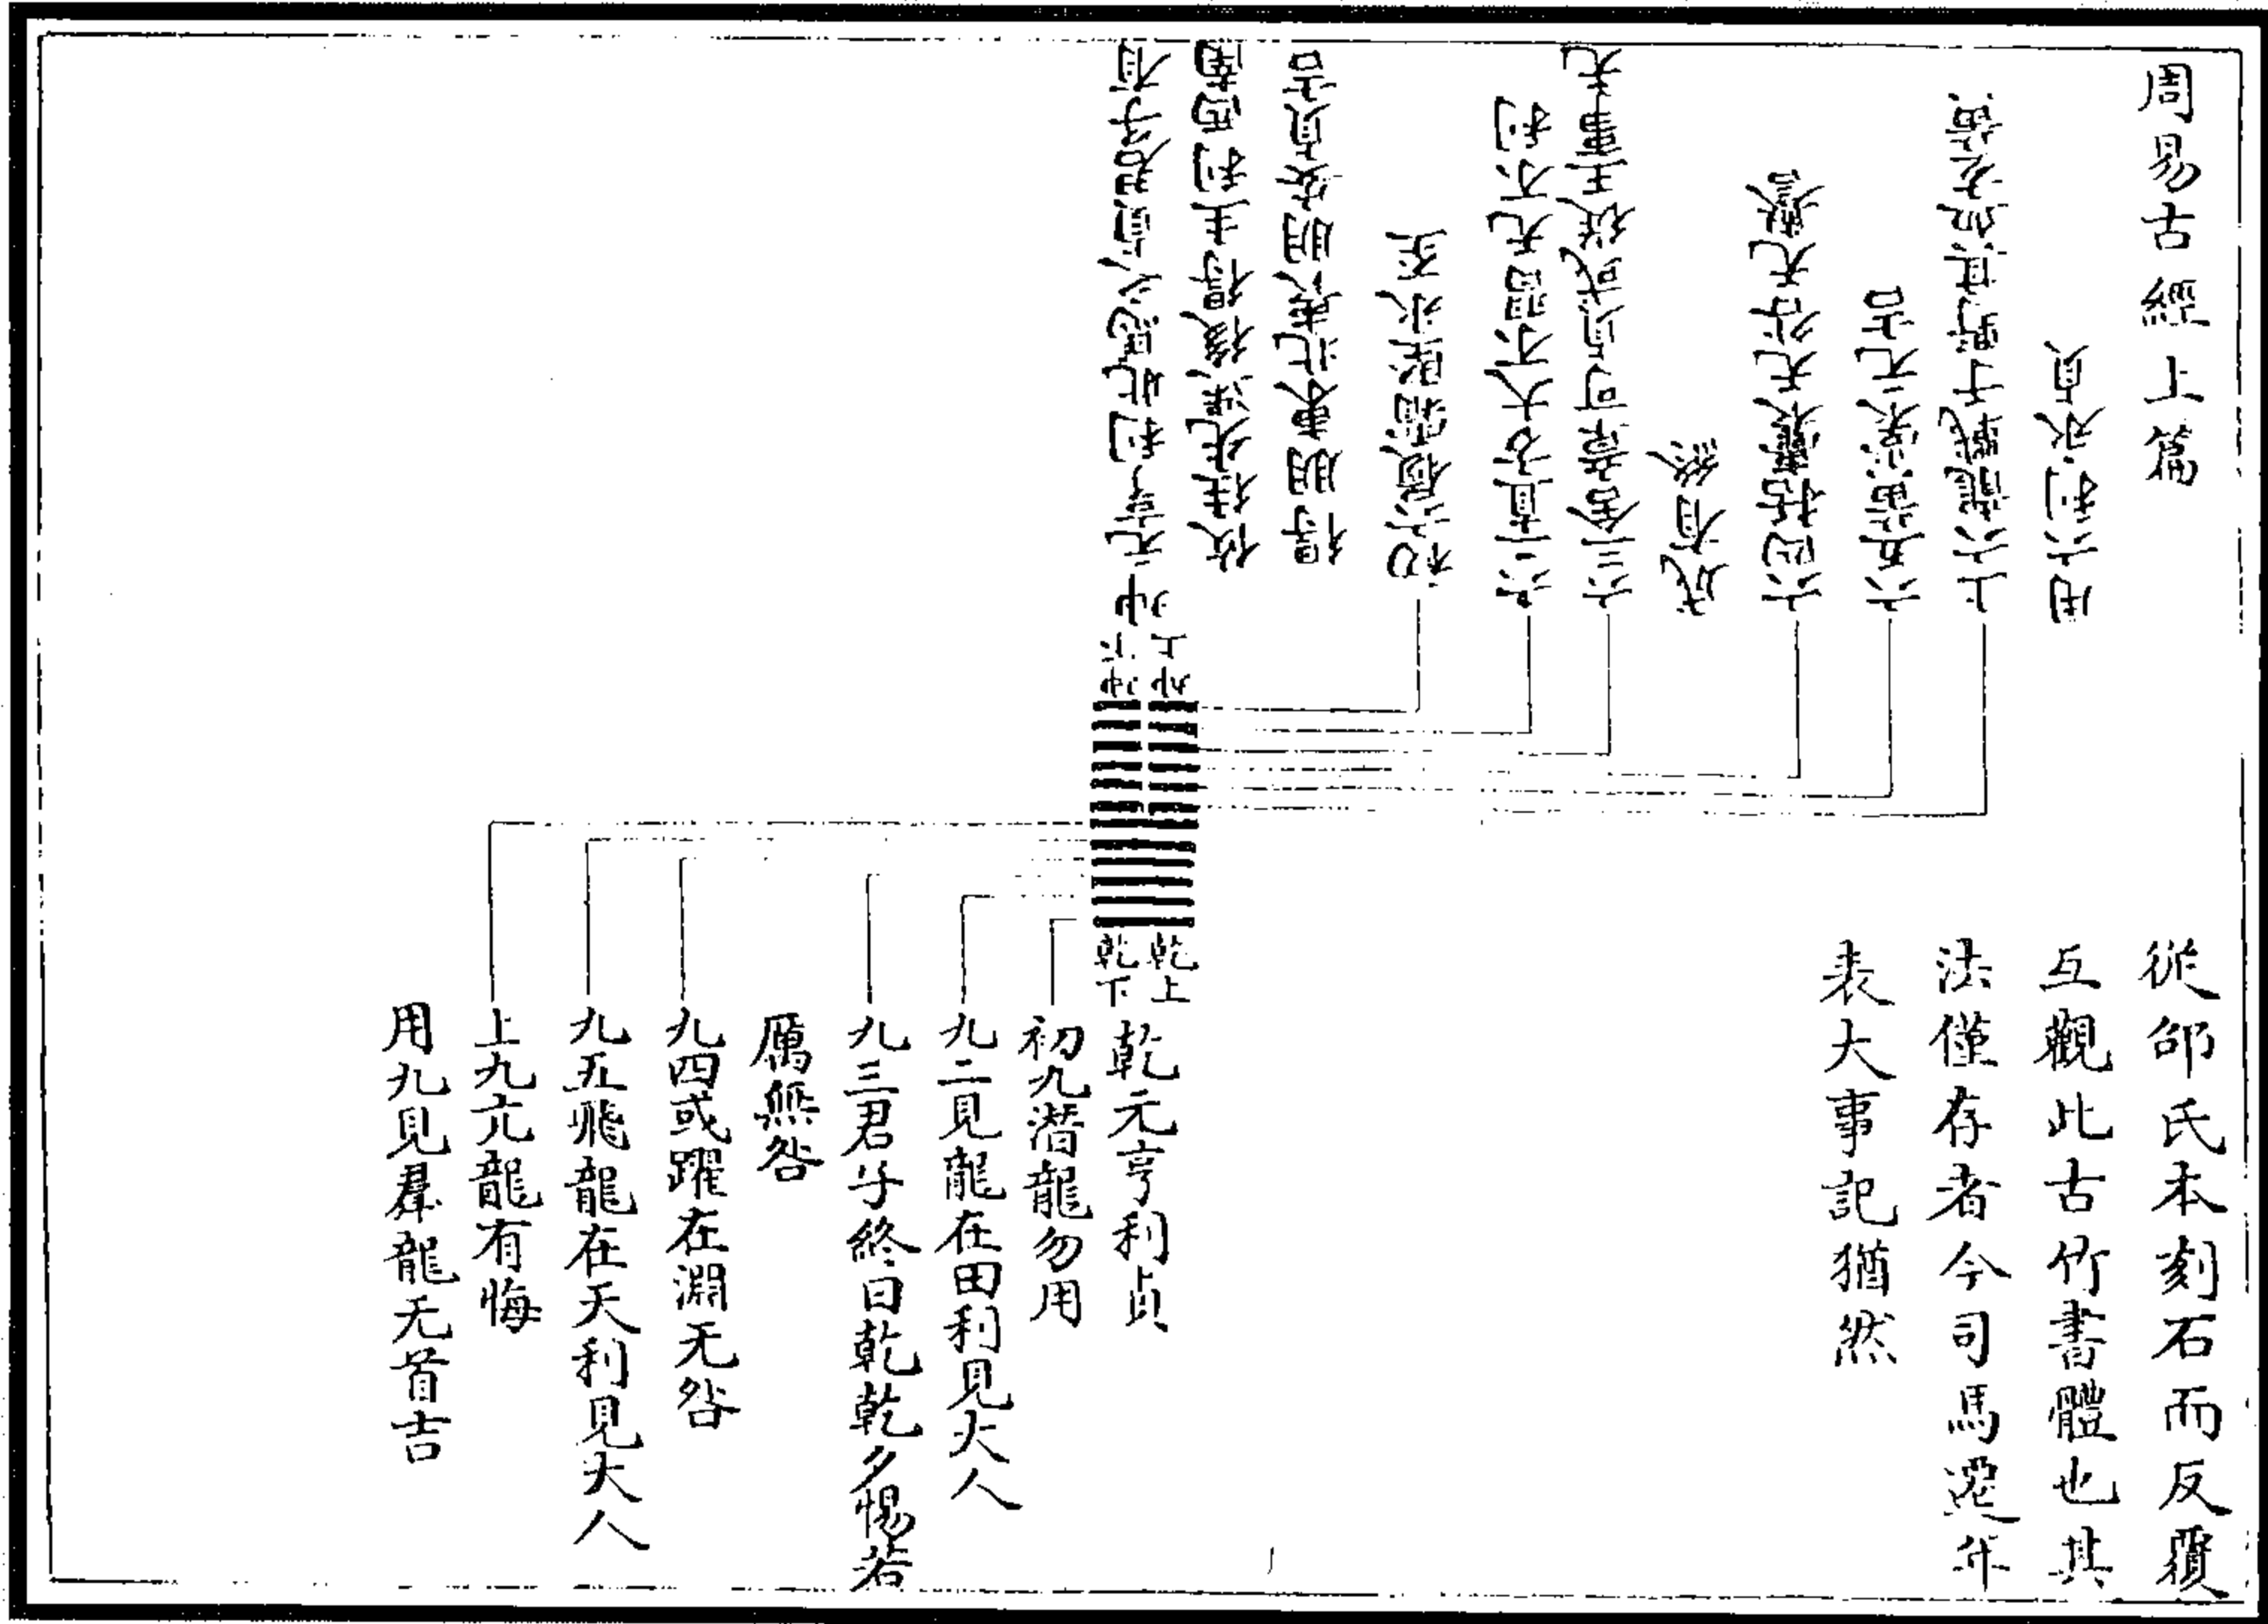 周易古經上篇
從邵氏本刻石而反覆
互觀此古竹書體也其
法僅存者今司馬遷年
表大事記猶然
乾上
乾下
乾元亨利貞
初九潛龍勿用
九二見龍在田利見大人
九三君子終日乾乾夕惕若
厲無咎
九四或躍在淵无咎
九五飛龍在天利見大人
上九亢龍有悔
用九見羣龍无首吉
坤上
坤下
坤元亨利牝馬之貞君子有
攸往先迷後得主利西南
得朋東北喪朋安貞吉
初六履霜堅冰至
六二直方大不習无不利
六三含章可貞或從王事无
成有終
六四括囊无咎无譽
六五黃裳元吉
上六龍戰于野其血玄黃
用六利永貞